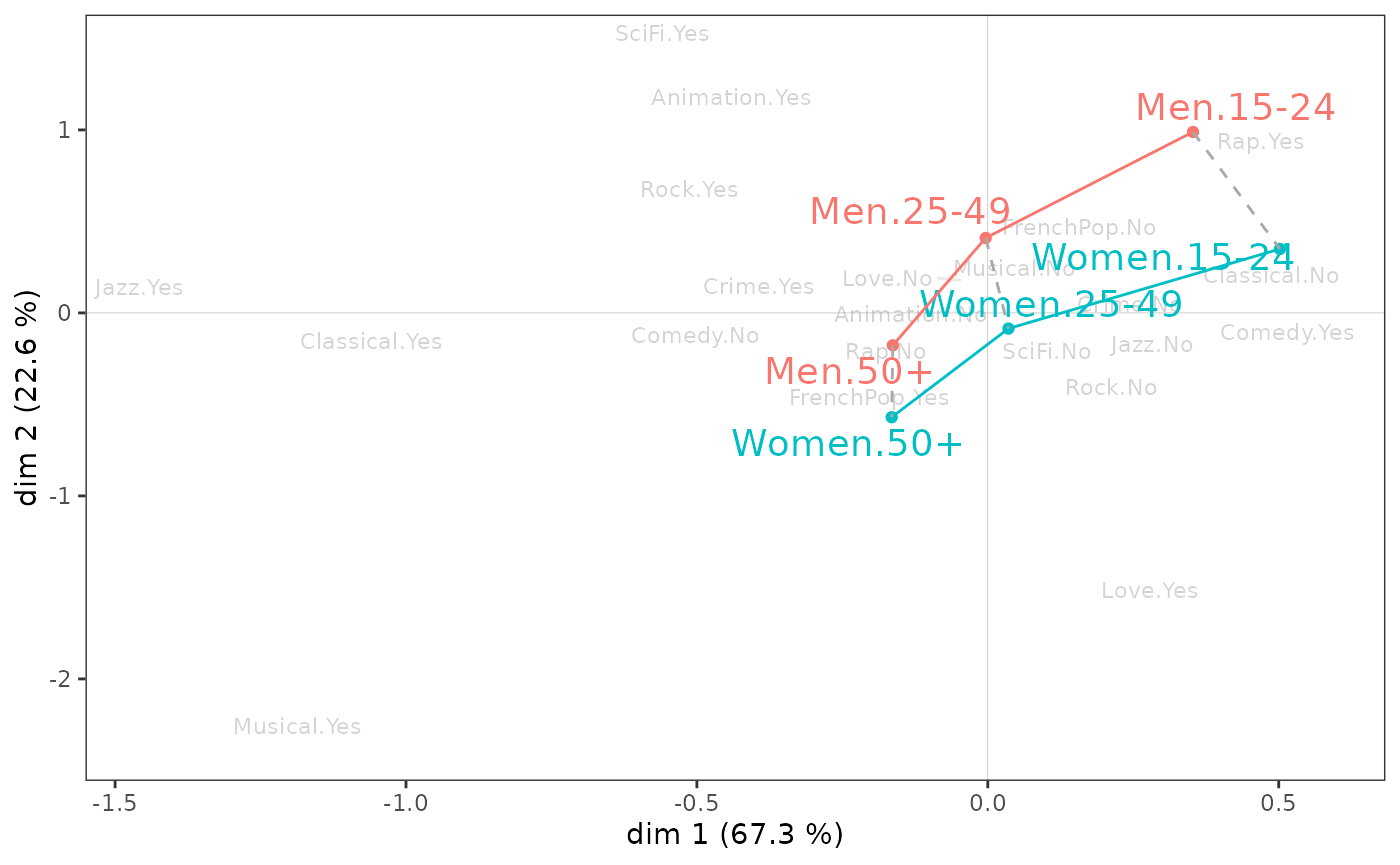 SciFi.Yes
Animation.Yes
Men.15-24
1
Rap.Yes
Rock.Yes
Men.25-49
FrenchPop.No
Women.15-24
Musical.No
Love.No
Classical.No
Jazz.Yes
Crime.Yes
Women.25-49
Crime.No
0
Animation.No
Comedy.Yes
Comedy.No
Classical.Yes
Rap.No
SciFi.No
Jazz.No
Men.50+
Rock.No
FrenchPop.Yes
Women.50+
-1
Love.Yes
-2
Musical.Yes
-1.5 -1.0 -0.5 0.0 0.5
dim 1 (67.3 %)
dim 2 (22.6 %)